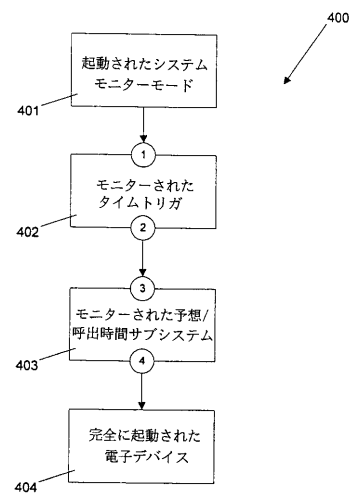 400
起動されたシステム
モニターモード
401
1
モニターされた
タイムトリガ
402
2
3
モニターされた予想/
呼出時間サブシステム
403
4
完全に起動された
電子デバイス
404